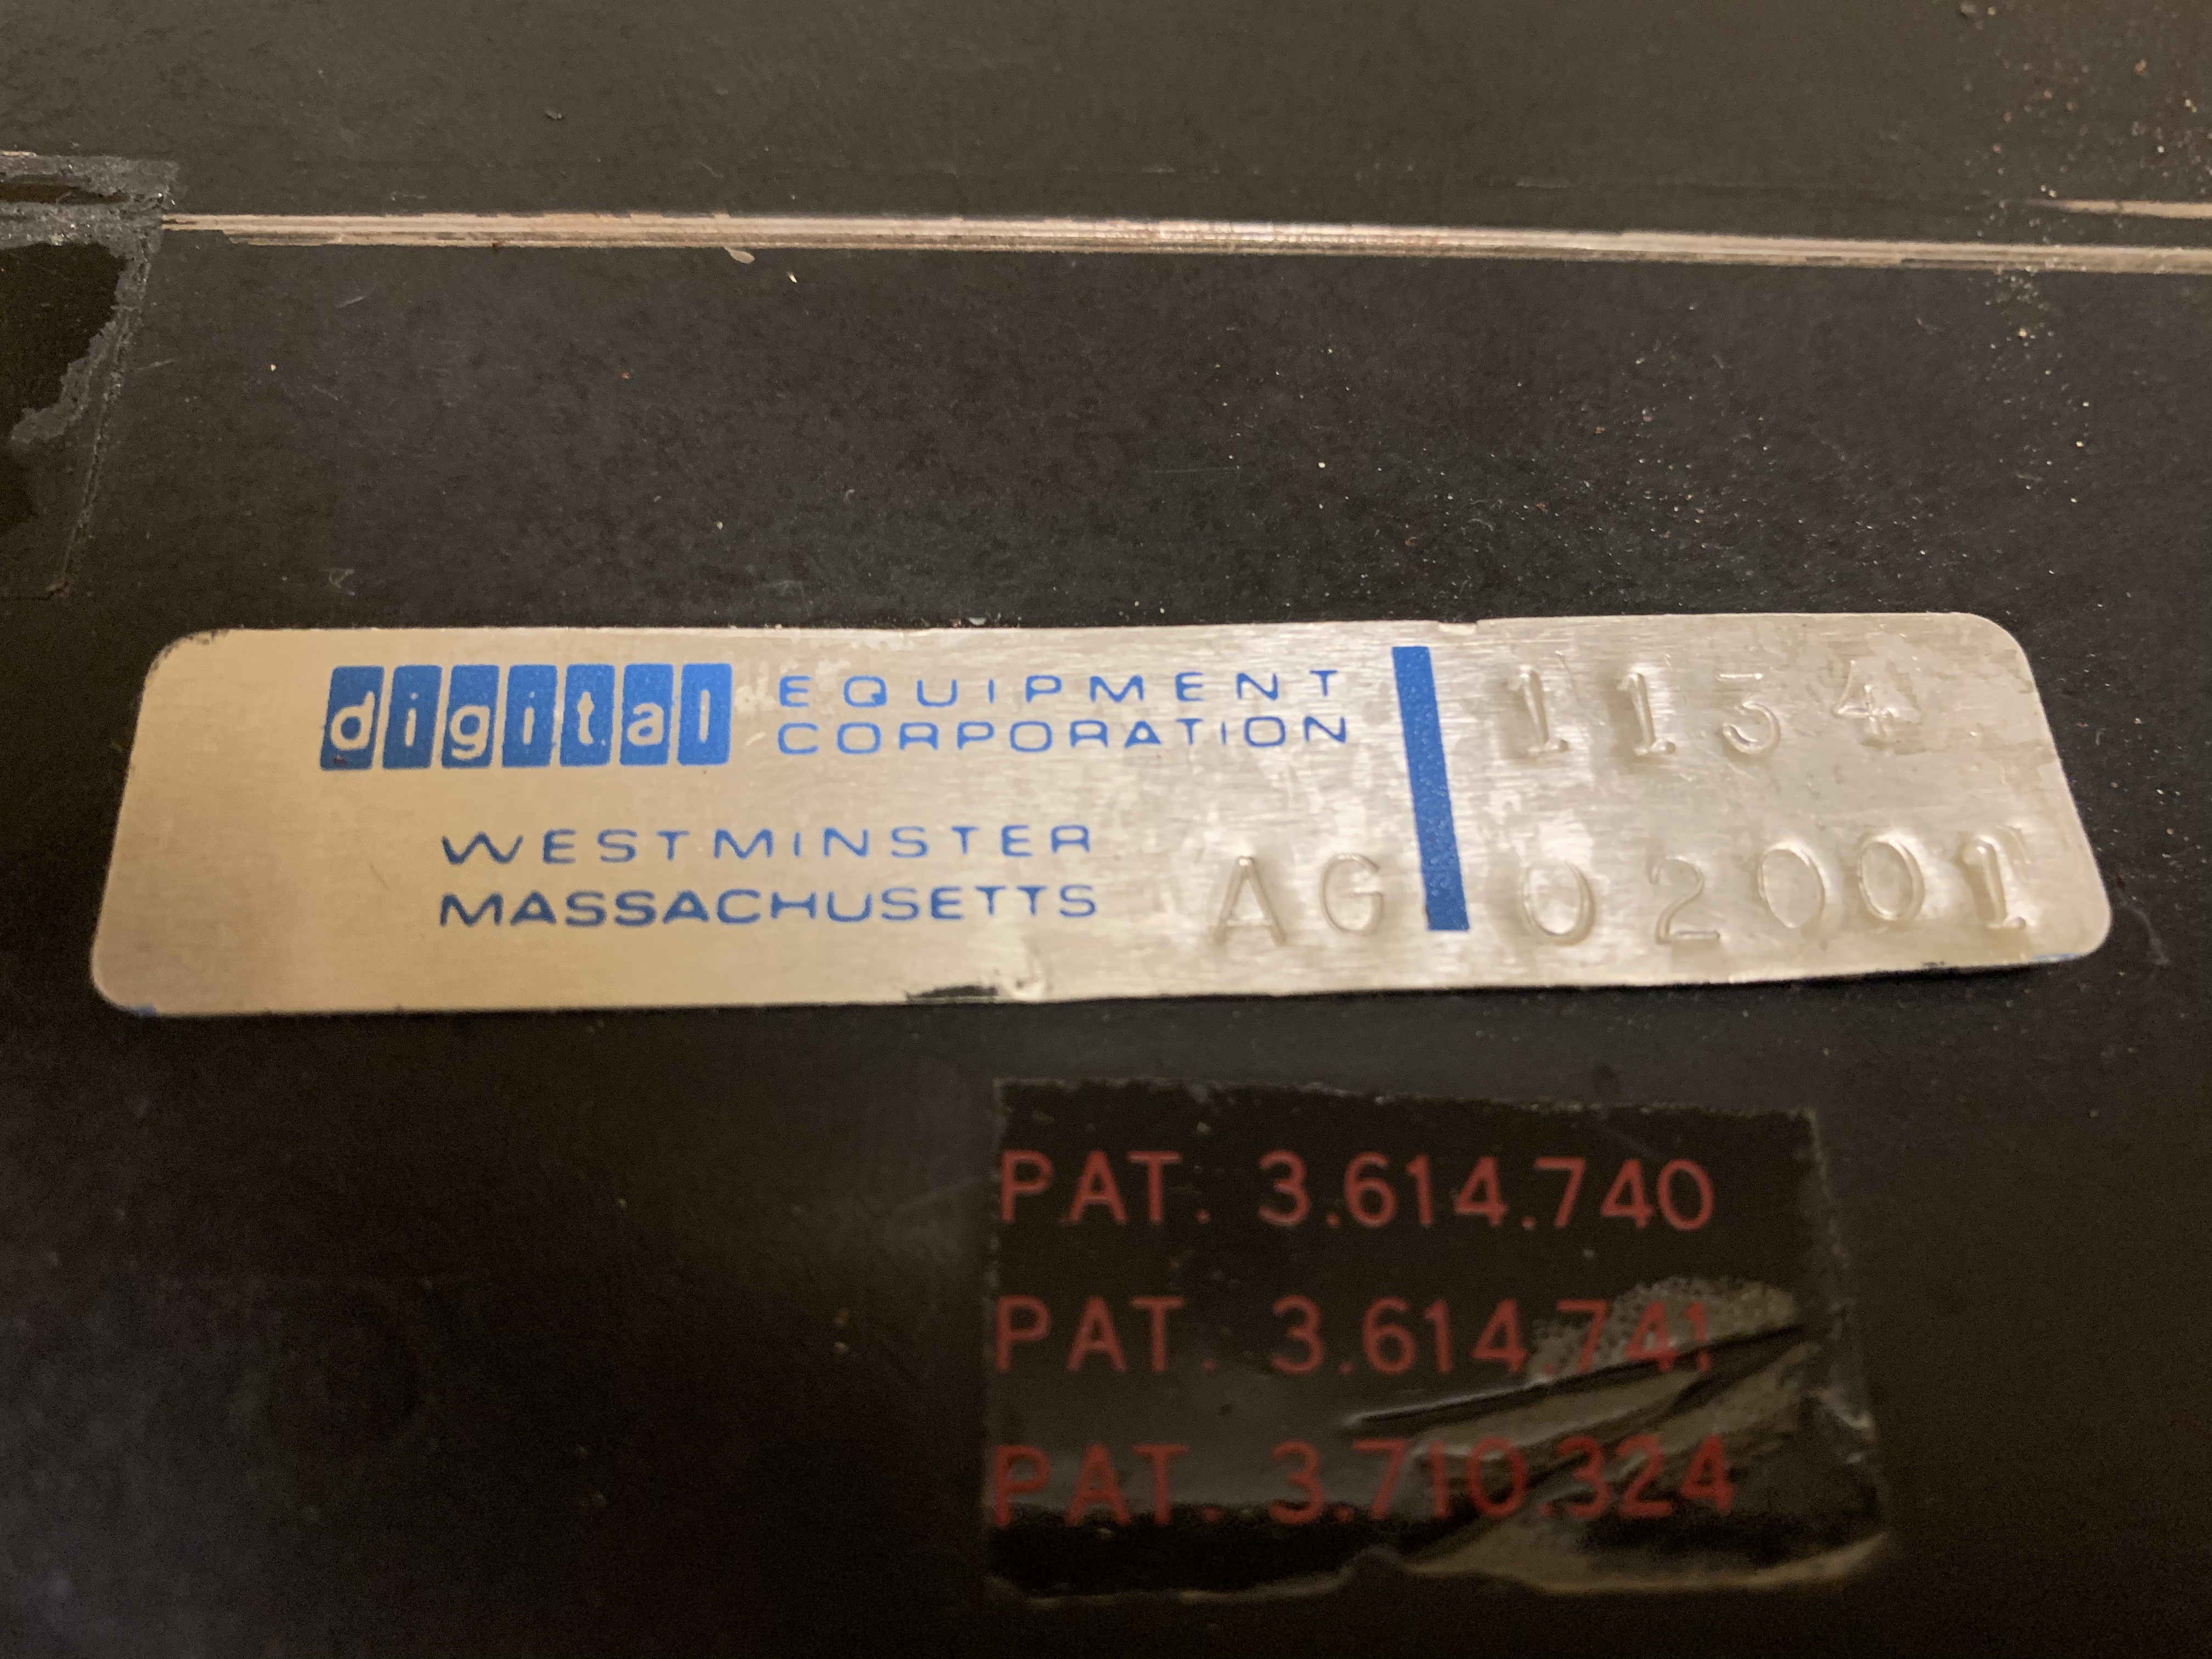 digital EQUIPMENT CORPORATION 1134
WESTMINSTER
MASSACHUSETTS AG 02001
PAT. 3.614.740
PAT. 3.614.741
PAT. 3.710.324